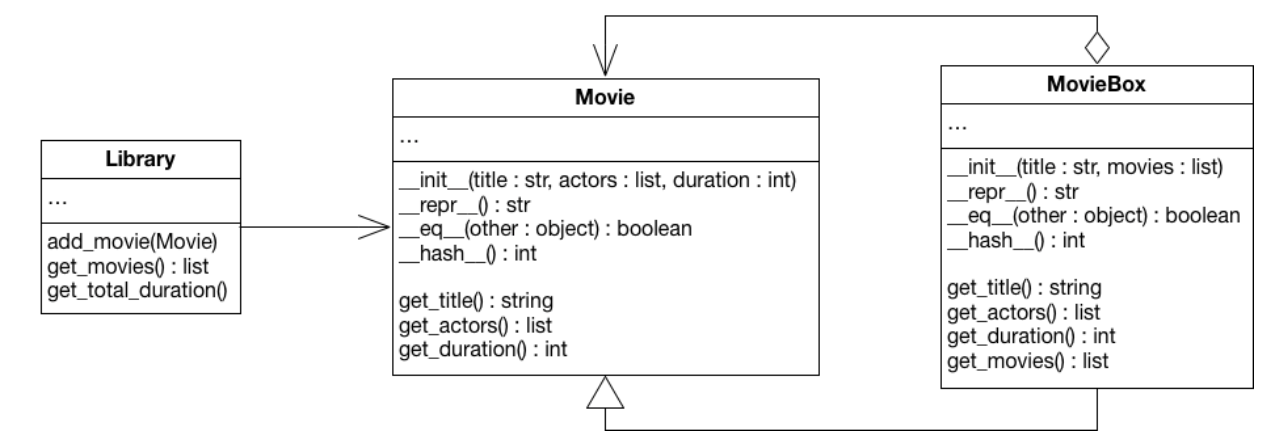 Library
...
add_movie(Movie)
get_movies() : list
get_total_duration()
Movie
...
__init__(title : str, actors : list, duration : int)
__repr__() : str
__eq__(other : object) : boolean
__hash__() : int
get_title() : string
get_actors() : list
get_duration() : int
MovieBox
...
__init__(title : str, movies : list)
__repr__() : str
__eq__(other : object) : boolean
__hash__() : int
get_title() : string
get_actors() : list
get_duration() : int
get_movies() : list